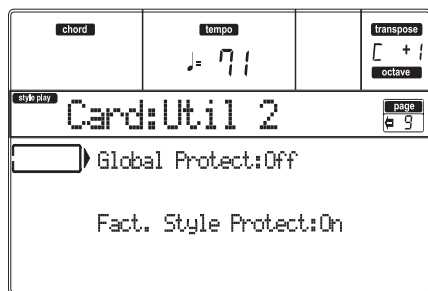 chord
tempo
transpose
♩= 91
C +1
octave
style play
Card:Util 2
page
9
Global Protect:Off
Fact. Style Protect:On